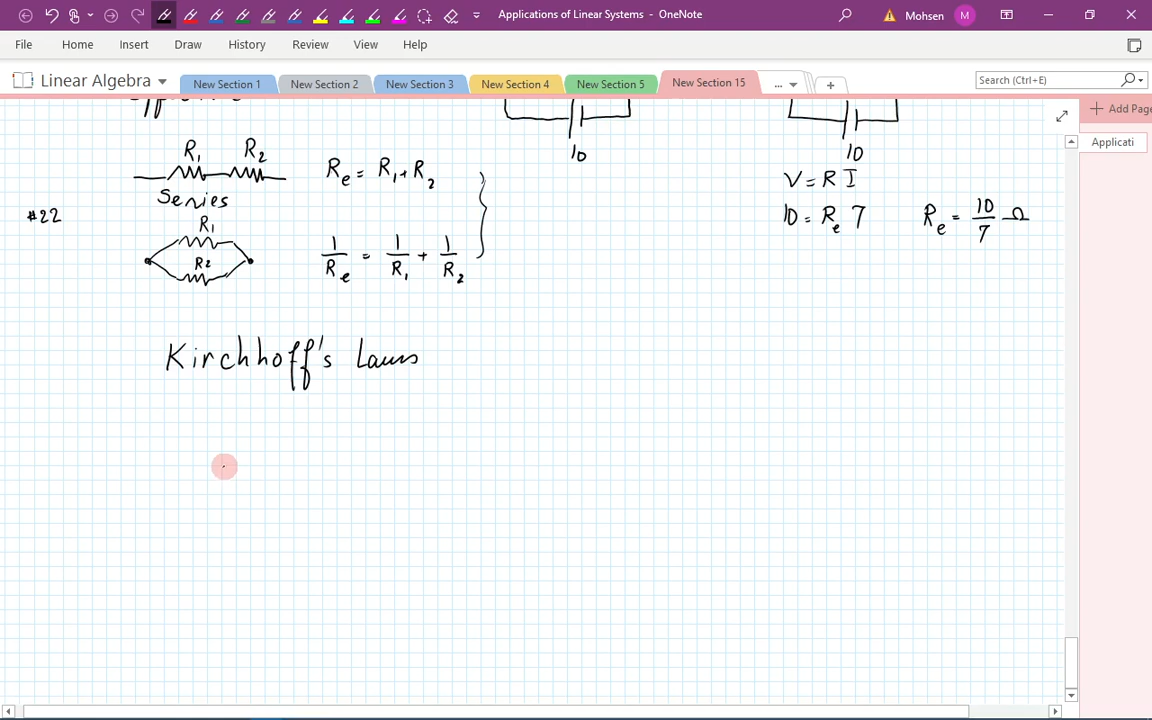 Applications of Linear Systems - OneNote
Mohsen
M
File Home Insert Draw History Review View Help
Linear Algebra
New Section 1
New Section 2
New Section 3
New Section 4
New Section 5
New Section 15
...
Search (Ctrl+E)
Add Page
Applicati
10
10
R₁ R₂
Series
Rₑ = R₁ + R₂
V = R I
#22
10 = Rₑ 7
Rₑ = 10/7 Ω
R₁
R₂
1/Rₑ = 1/R₁ + 1/R₂
Kirchhoff's Laws